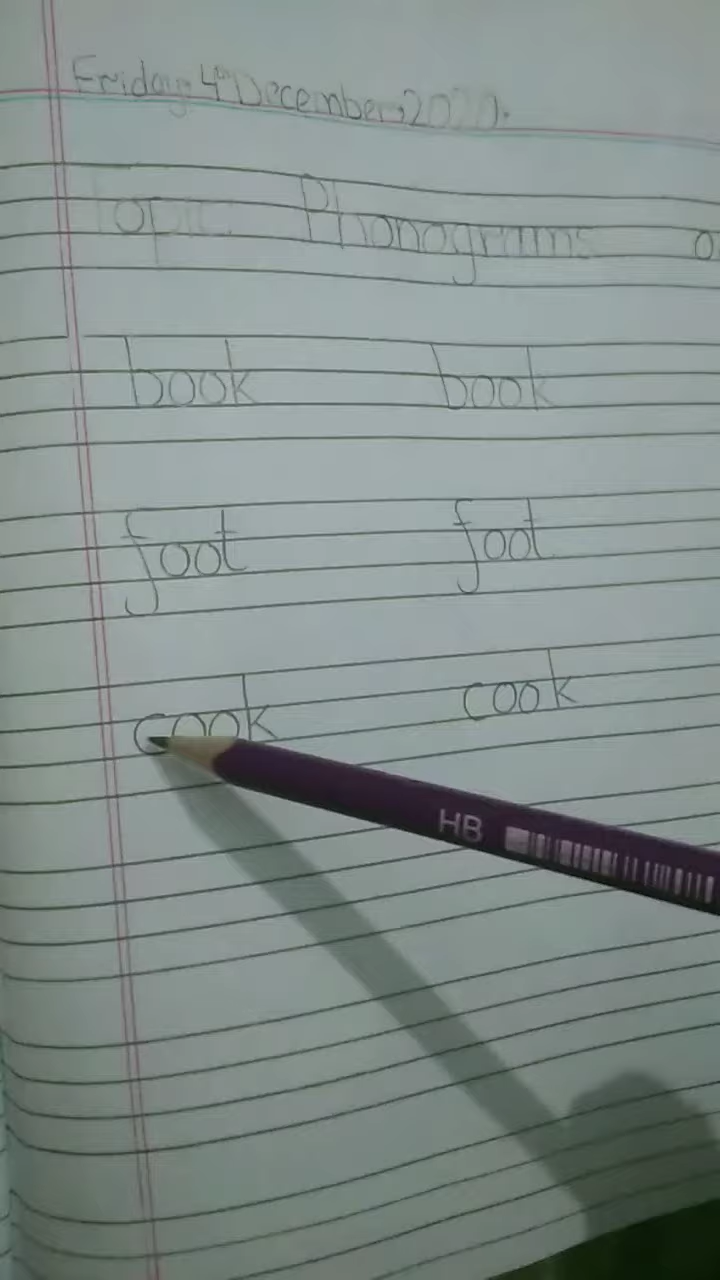 Friday, 4th December, 2020.
Topic: Phonograms
book book
foot foot
cook cook
HB